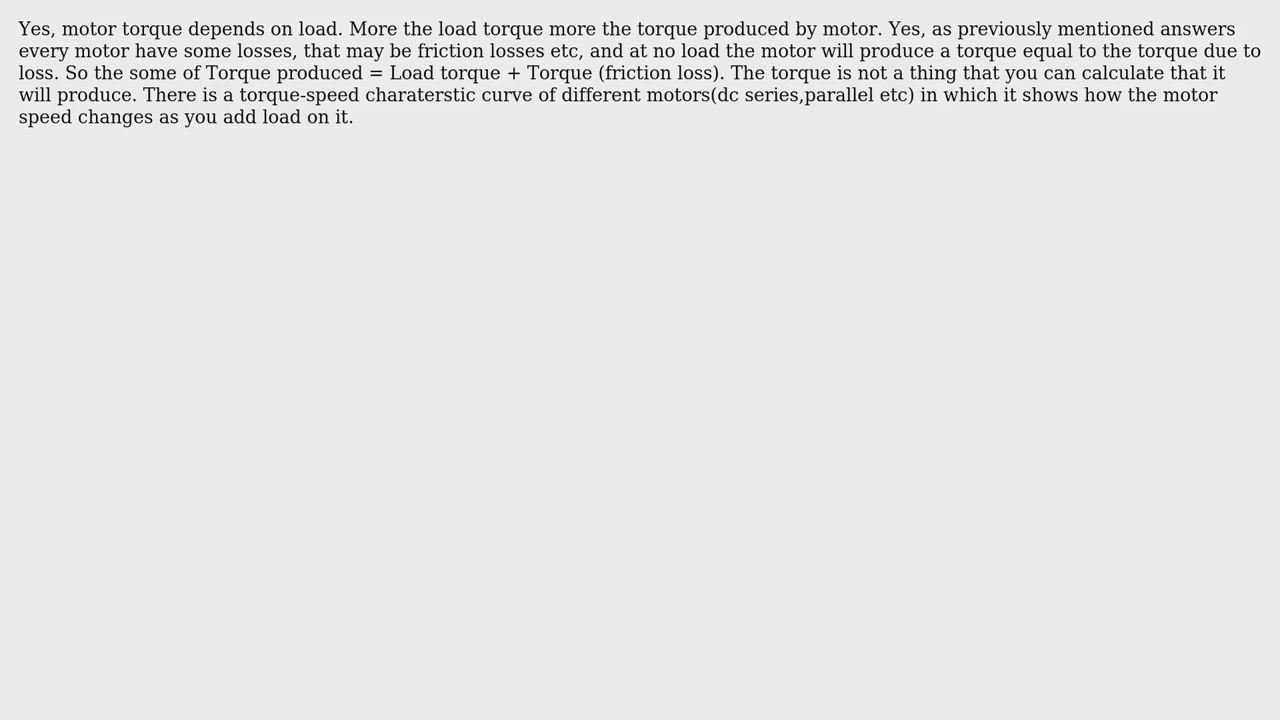 Yes, motor torque depends on load. More the load torque more the torque produced by motor. Yes, as previously mentioned answers
every motor have some losses, that may be friction losses etc, and at no load the motor will produce a torque equal to the torque due to
loss. So the some of Torque produced = Load torque + Torque (friction loss). The torque is not a thing that you can calculate that it
will produce. There is a torque-speed charaterstic curve of different motors(dc series,parallel etc) in which it shows how the motor
speed changes as you add load on it.